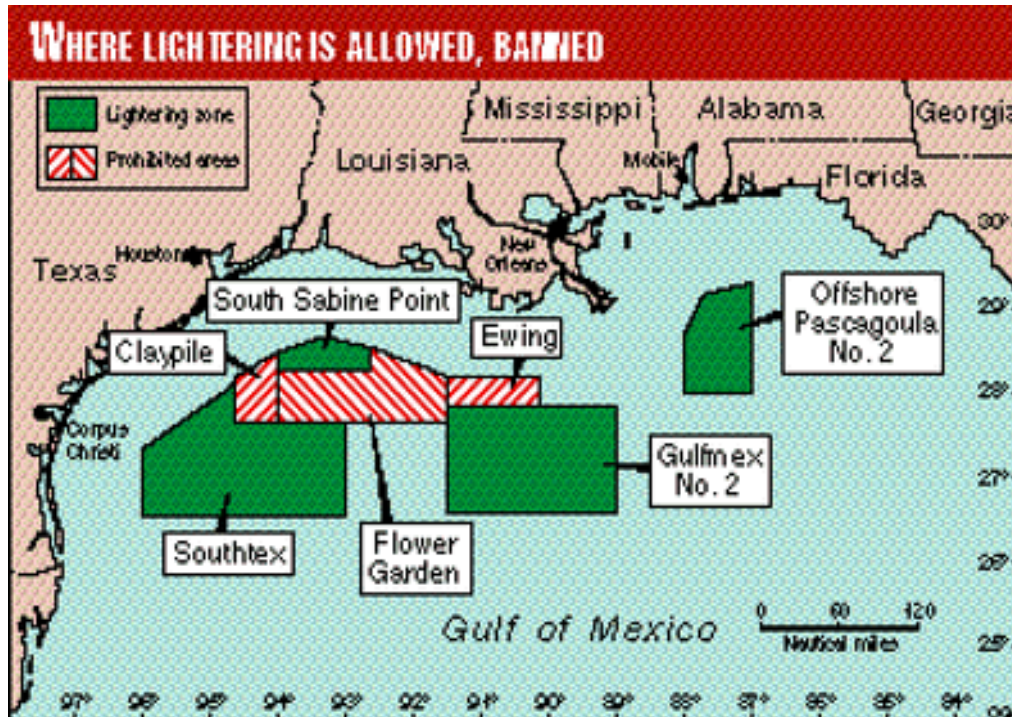 WHERE LIGHTERING IS ALLOWED, BANNED
Lightering zone
Prohibited areas
Mississippi
Alabama
Georgia
Louisiana
Mobile
Florida
Texas
Houston
New
Orleans
30°
South Sabine Point
Offshore
Pascagoula
No. 2
29°
Claypile
Ewing
28°
Corpus
Christi
Gulfmex
No. 2
27°
Southtex
Flower
Garden
26°
Gulf of Mexico
0 60 120
Nautical miles
25°
97° 96° 95° 94° 93° 92° 91° 90° 89° 88° 87° 86° 85° 84°